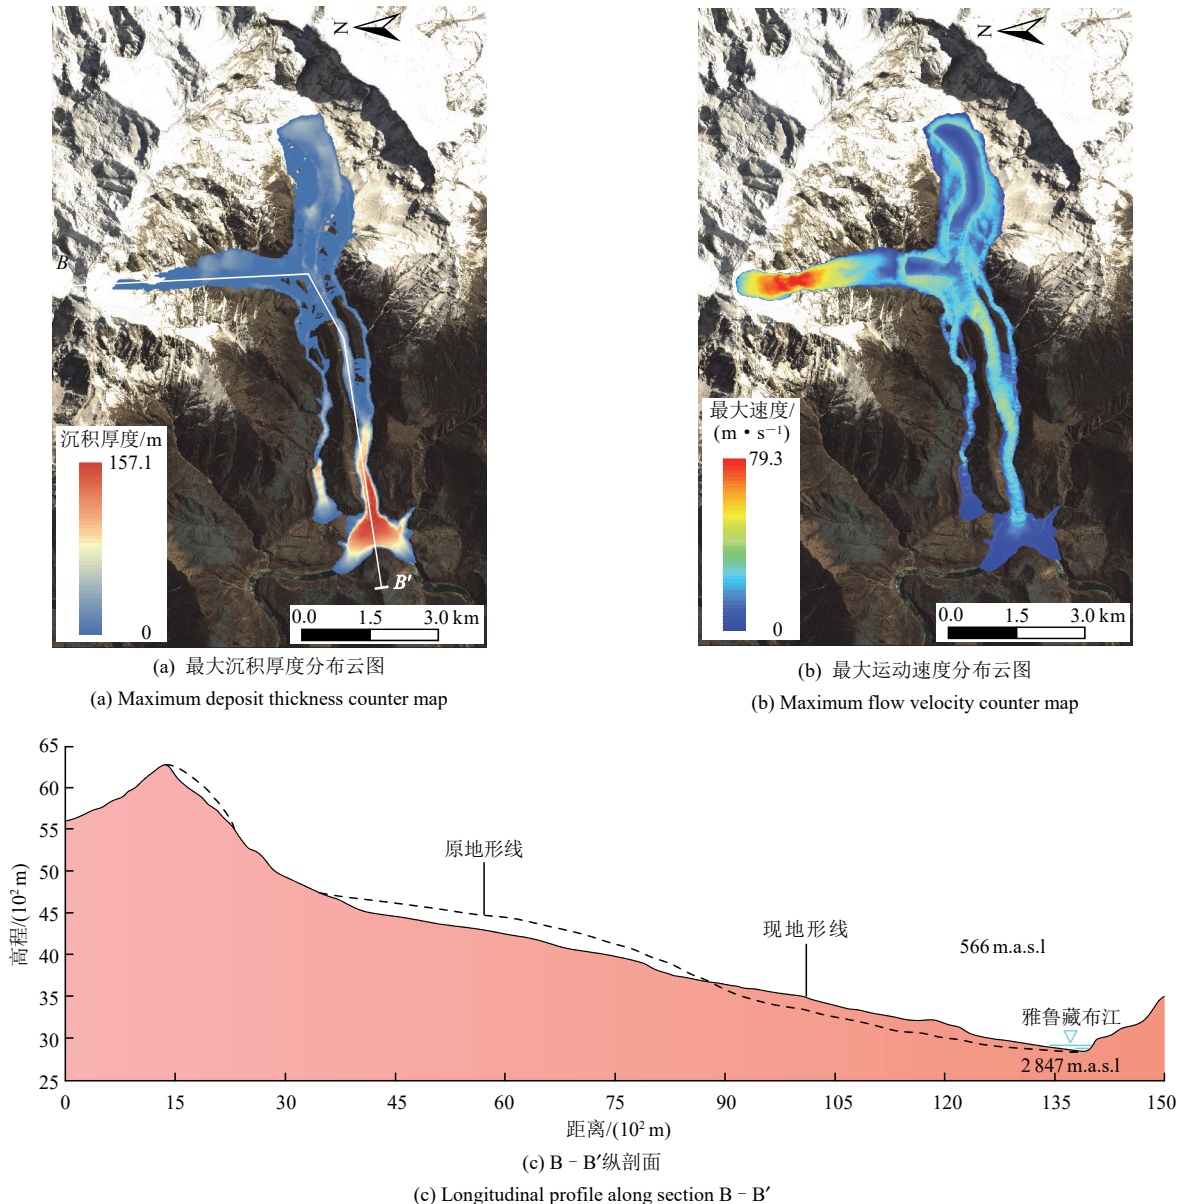 N
B
沉积厚度/m
157.1
0
B′
0.0 1.5 3.0 km
(a) 最大沉积厚度分布云图
(a) Maximum deposit thickness counter map
N
最大速度/
(m·s⁻¹)
79.3
0
0.0 1.5 3.0 km
(b) 最大运动速度分布云图
(b) Maximum flow velocity counter map
65
60
55
50
45
40
35
30
25
高程/(10² m)
原地形线
现地形线
566 m.a.s.l
雅鲁藏布江
2 847 m.a.s.l
0 15 30 45 60 75 90 105 120 135 150
距离/(10² m)
(c) B–B′纵剖面
(c) Longitudinal profile along section B–B′